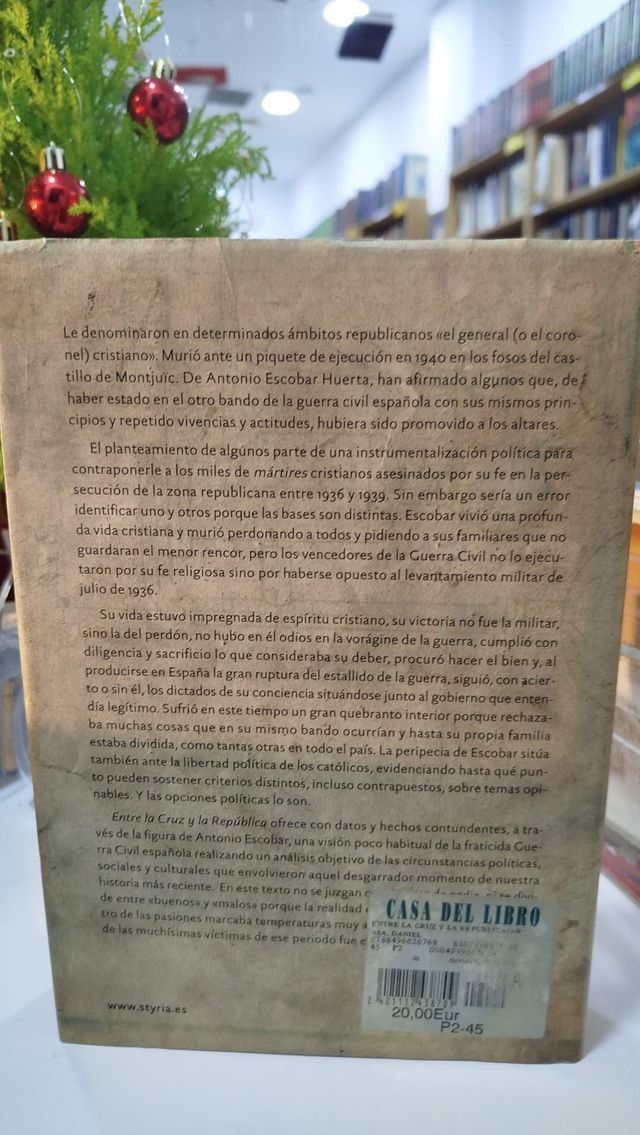 Le denominaron en determinados ámbitos republicanos «el general (o el coro-
nel) cristiano». Murió ante un piquete de ejecución en 1940 en los fosos del cas-
tillo de Montjuïc. De Antonio Escobar Huerta, han afirmado algunos que, de
haber estado en el otro bando de la guerra civil española con sus mismos prin-
cipios y repetido vivencias y actitudes, hubiera sido promovido a los altares.
El planteamiento de algunos parte de una instrumentalización política para
contraponerle a los miles de mártires cristianos asesinados por su fe en la per-
secución de la zona republicana entre 1936 y 1939. Sin embargo sería un error
identificar uno y otros porque las bases son distintas. Escobar vivió una profun-
da vida cristiana y murió perdonando a todos y pidiendo a sus familiares que no
guardaran el menor rencor, pero los vencedores de la Guerra Civil no lo ejecu-
taron por su fe religiosa sino por haberse opuesto al levantamiento militar de
julio de 1936.
Su vida estuvo impregnada de espíritu cristiano, su victoria no fue la militar,
sino la del perdón, no hubo en él odios en la vorágine de la guerra, cumplió con
diligencia y sacrificio lo que consideraba su deber, procuró hacer el bien y, al
producirse en España la gran ruptura del estallido de la guerra, siguió, con acier-
to o sin él, los dictados de su conciencia situándose junto al gobierno que enten-
día legítimo. Sufrió en este tiempo un gran quebranto interior porque rechaza-
ba muchas cosas que en su mismo bando ocurrían y hasta su propia familia
estaba dividida, como tantas otras en todo el país. La peripecia de Escobar sitúa
también ante la libertad política de los católicos, evidenciando hasta qué pun-
to pueden sostener criterios distintos, incluso contrapuestos, sobre temas opi-
nables. Y las opciones políticas lo son.
Entre la Cruz y la República ofrece con datos y hechos contundentes, a tra-
vés de la figura de Antonio Escobar, una visión poco habitual de la fraticida Gue-
rra Civil española realizando un análisis objetivo de las circunstancias políticas,
sociales y culturales que envolvieron aquel desgarrador momento de nuestra
historia más reciente. En este texto no se juzgan
de entre «buenos» y «malos» porque la realidad
tro de las pasiones marcaba temperaturas muy a
de las muchísimas víctimas de ese periodo fue e
CASA DEL LIBRO
ENTRE LA CRUZ Y LA REPUBLICA
DANIEL
9788496626768
45 P2
20,00Eur
P2-45
www.styria.es